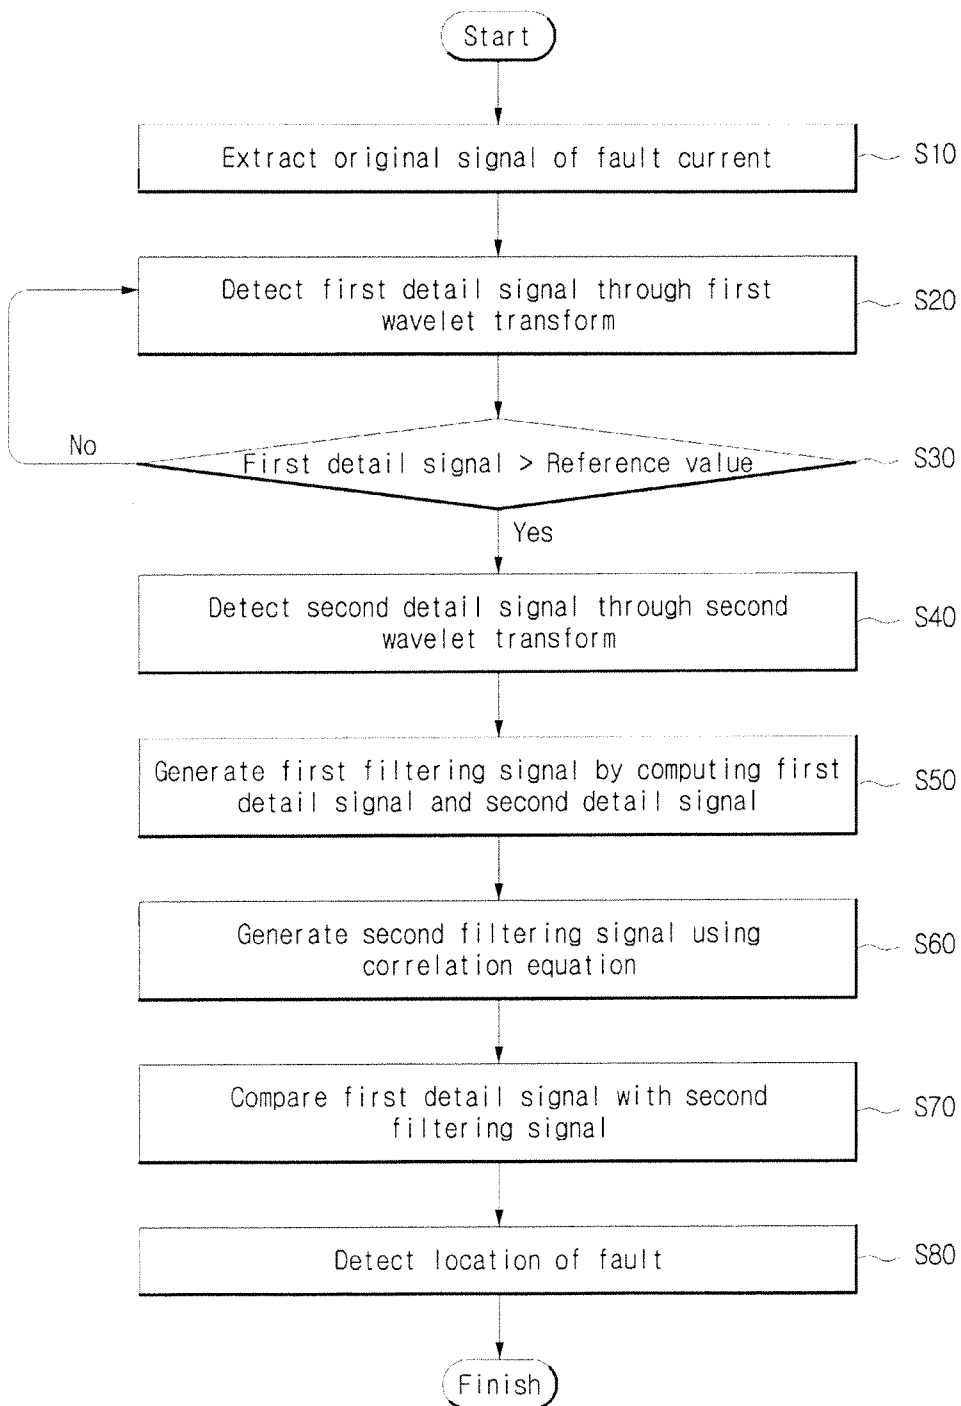 Start
Extract original signal of fault current
S10
Detect first detail signal through first
wavelet transform
S20
No
First detail signal > Reference value
S30
Yes
Detect second detail signal through second
wavelet transform
S40
Generate first filtering signal by computing first
detail signal and second detail signal
S50
Generate second filtering signal using
correlation equation
S60
Compare first detail signal with second
filtering signal
S70
Detect location of fault
S80
Finish